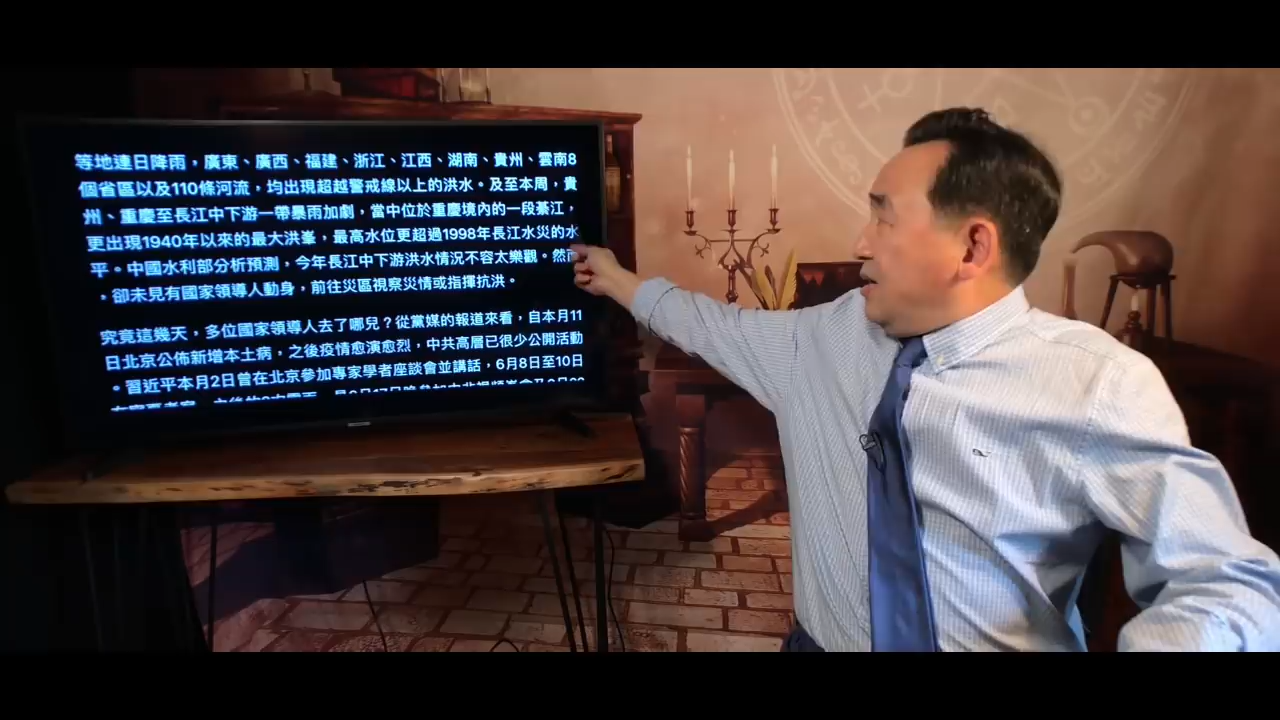 等地連日降雨，廣東、廣西、福建、浙江、江西、湖南、貴州、雲南8
個省區以及110條河流，均出現超越警戒線以上的洪水。及至本周，貴
州、重慶至長江中下游一帶暴雨加劇，當中位於重慶境內的一段綦江，
更出現1940年以來的最大洪峯，最高水位更超過1998年長江水災的水
平。中國水利部分析預測，今年長江中下游洪水情況不容太樂觀。然而
，卻未見有國家領導人動身，前往災區視察災情或指揮抗洪。
究竟這幾天，多位國家領導人去了哪兒？從黨媒的報道來看，自本月11
日北京公佈新增本土病，之後疫情愈演愈烈，中共高層已很少公開活動
。習近平本月2日曾在北京參加專家學者座談會並講話，6月8日至10日